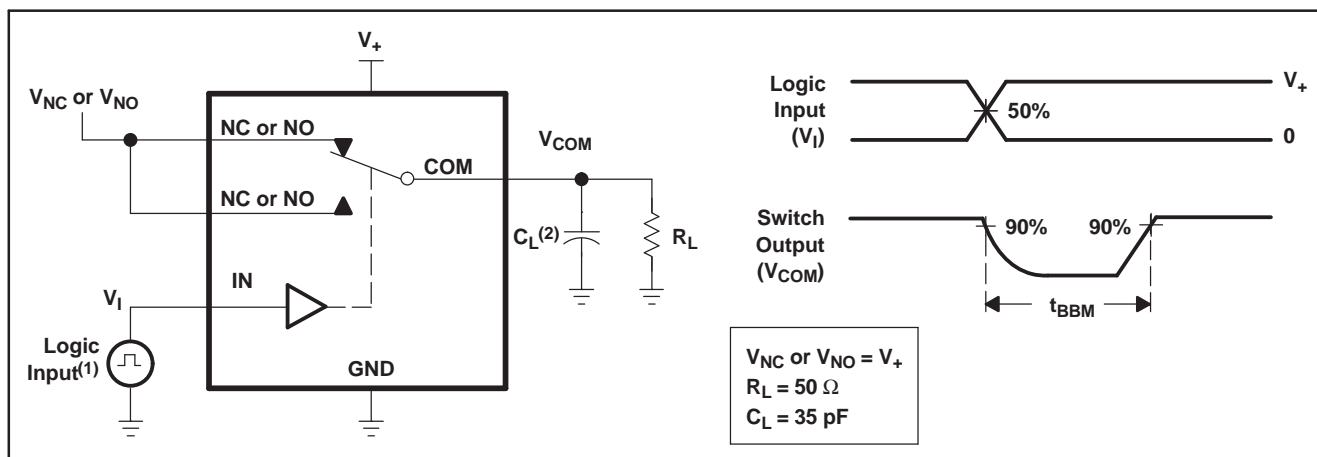 V+
VNC or VNO
NC or NO
VCOM
COM
NC or NO
CL(2)
RL
IN
VI
Logic
Input(1)
GND
Logic
Input
(VI)
V+
50%
0
Switch
Output
(VCOM)
90%
90%
tBBM
VNC or VNO = V+
RL = 50 Ω
CL = 35 pF